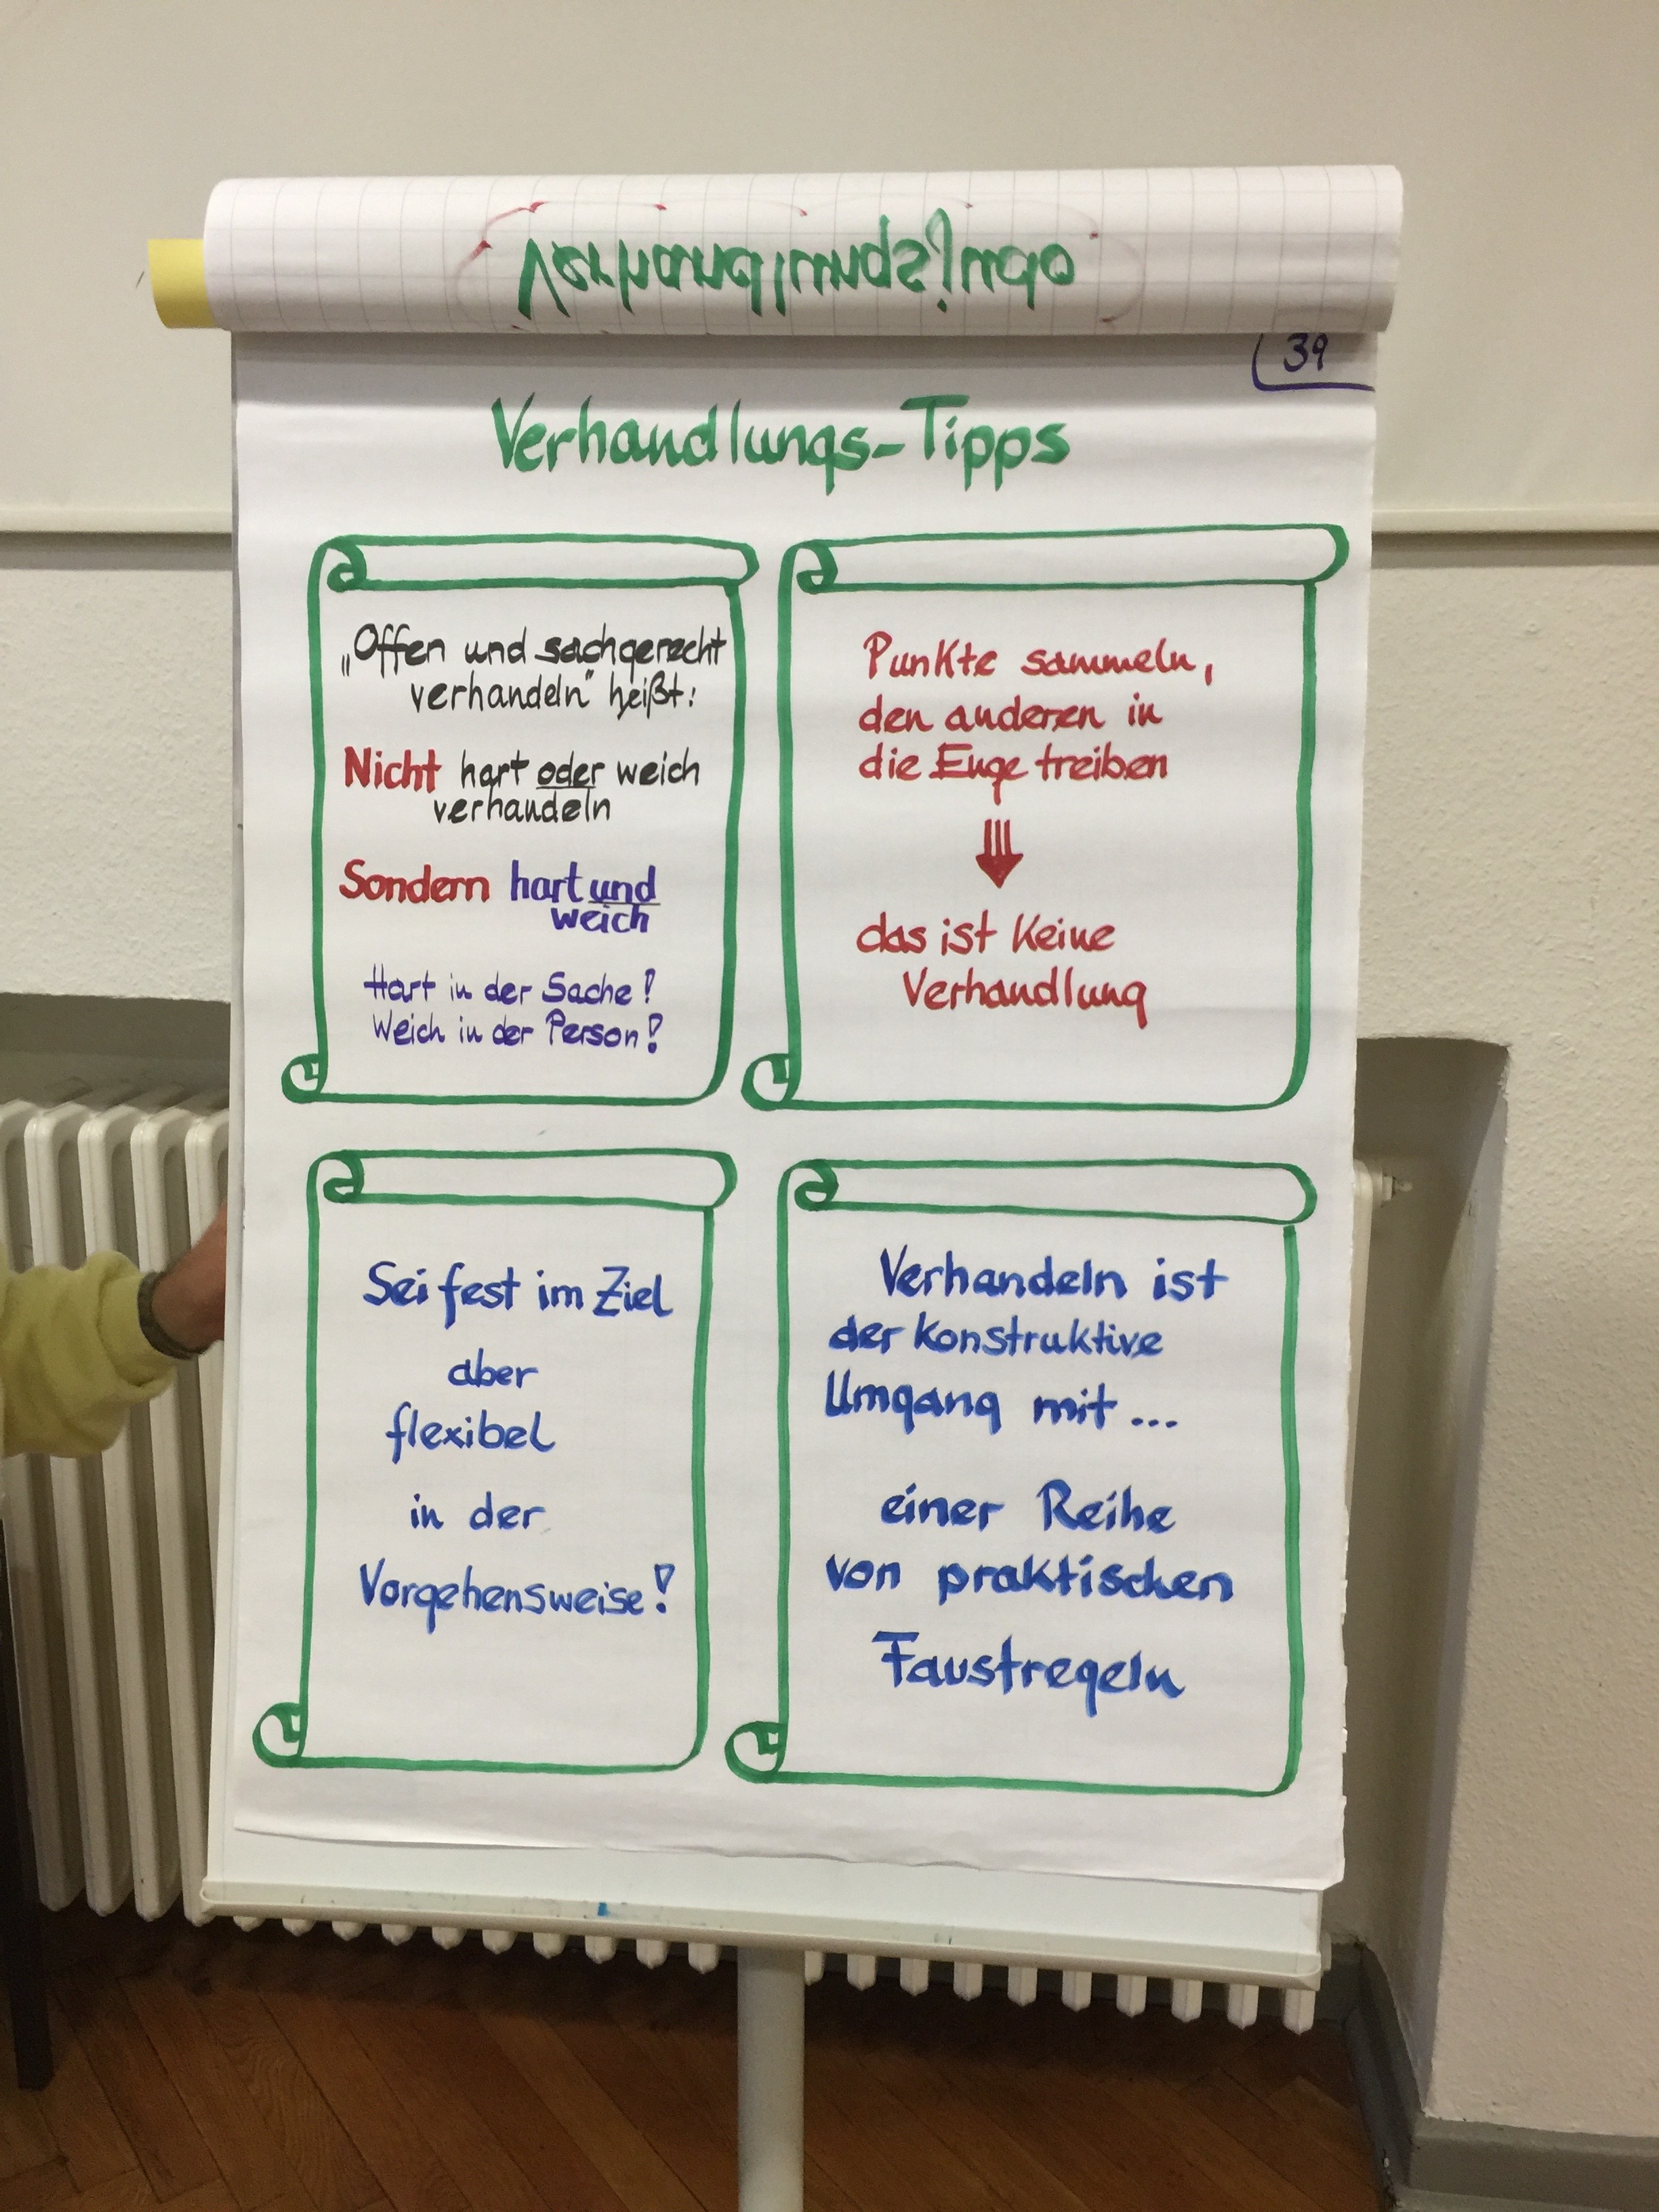 39
Verhandlungs-Tipps
„Offen und sachgerecht
verhandeln" heißt:
Nicht hart oder weich
verhandeln
Sondern hart und
weich
Hart in der Sache!
Weich in der Person!
Punkte sammeln,
den anderen in
die Enge treiben
das ist Keine
Verhandlung
Sei fest im Ziel
aber
flexibel
in der
Vorgehensweise!
Verhandeln ist
der konstruktive
Umgang mit ...
einer Reihe
von praktischen
Faustregeln